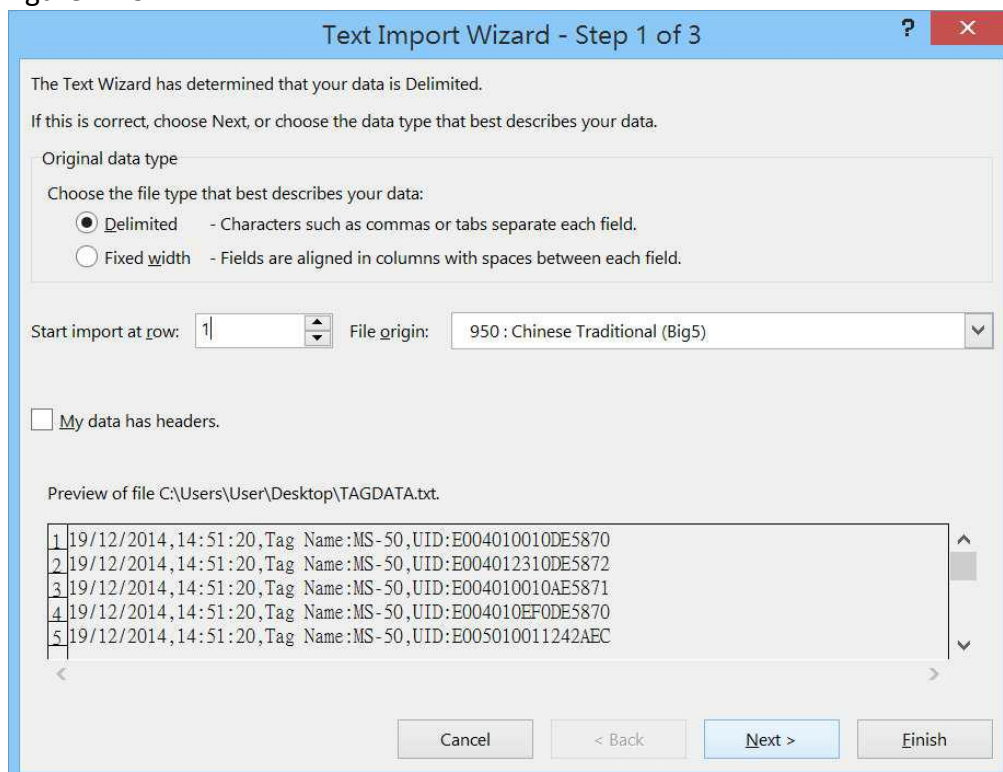 Text Import Wizard - Step 1 of 3
? ×
The Text Wizard has determined that your data is Delimited.
If this is correct, choose Next, or choose the data type that best describes your data.
Original data type
Choose the file type that best describes your data:
Delimited - Characters such as commas or tabs separate each field.
Fixed width - Fields are aligned in columns with spaces between each field.
Start import at row: 1 File origin: 950 : Chinese Traditional (Big5)
My data has headers.
Preview of file C:\Users\User\Desktop\TAGDATA.txt.
1 19/12/2014,14:51:20,Tag Name:MS-50,UID:E004010010DE5870
2 19/12/2014,14:51:20,Tag Name:MS-50,UID:E004012310DE5872
3 19/12/2014,14:51:20,Tag Name:MS-50,UID:E004010010AE5871
4 19/12/2014,14:51:20,Tag Name:MS-50,UID:E004010EF0DE5870
5 19/12/2014,14:51:20,Tag Name:MS-50,UID:E005010011242AEC
Cancel < Back Next > Finish